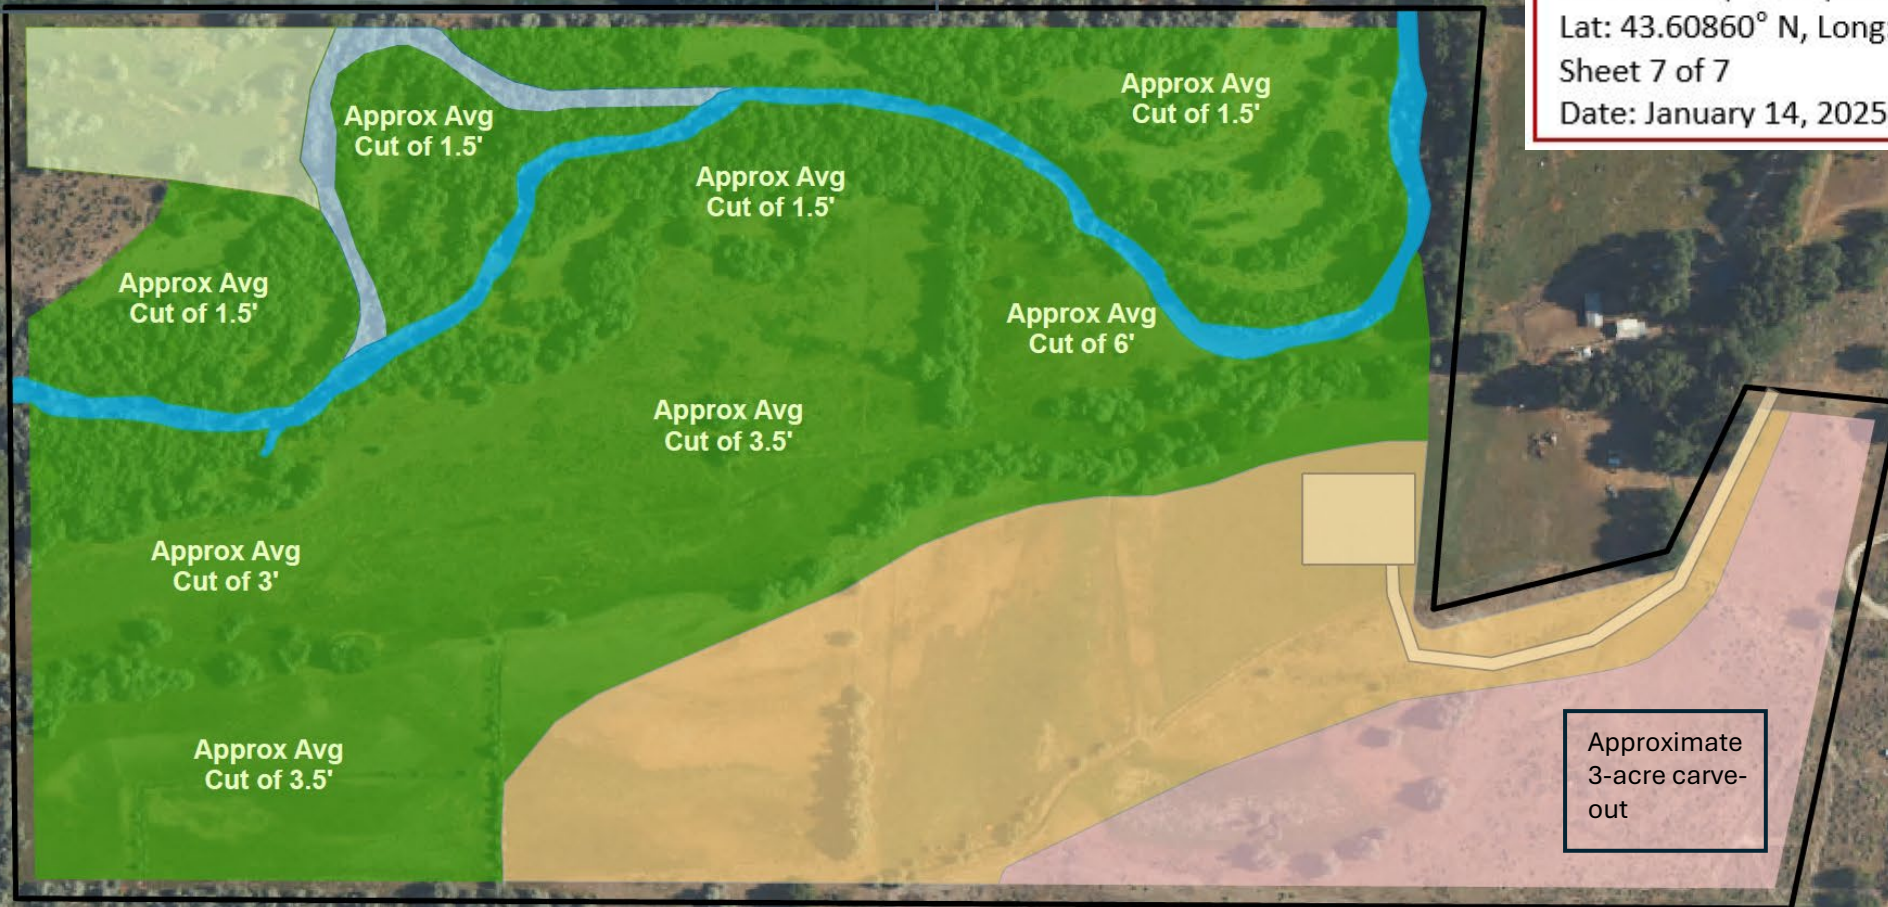 Lat: 43.60860° N, Long:
Sheet 7 of 7
Date: January 14, 2025
Approx Avg
Cut of 1.5'
Approx Avg
Cut of 1.5'
Approx Avg
Cut of 1.5'
Approx Avg
Cut of 1.5'
Approx Avg
Cut of 6'
Approx Avg
Cut of 3.5'
Approx Avg
Cut of 3'
Approx Avg
Cut of 3.5'
Approximate
3-acre carve-
out